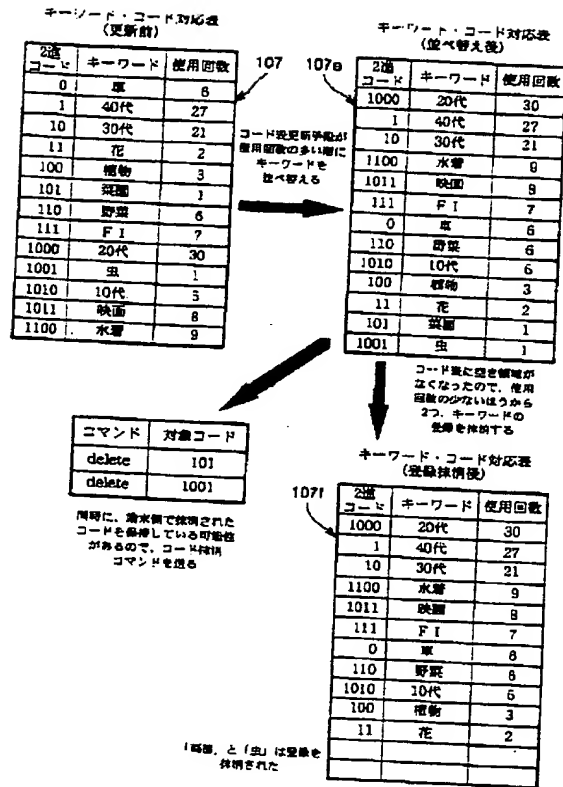 キーワード・コード対応表
(更新前)
2進コード キーワード 使用回数
0 車 6
1 40代 27
10 30代 21
11 花 2
100 植物 3
101 菜園 1
110 野菜 6
111 FI 7
1000 20代 30
1001 虫 1
1010 10代 5
1011 映画 8
1100 水着 9
107
コード表更新手段が
使用回数の多い順に
キーワードを
並べ替える
107e
キーワード・コード対応表
(並べ替え後)
2進コード キーワード 使用回数
1000 20代 30
1 40代 27
10 30代 21
1100 水着 9
1011 映画 8
111 FI 7
0 車 6
110 野菜 6
1010 10代 6
100 植物 3
11 花 2
101 菜園 1
1001 虫 1
コード表に空き領域が
なくなったので、使用
回数の少ないほうから
2つ、キーワードの
登録を抹消する
コマンド 対象コード
delete 101
delete 1001
同時に、端末側で抹消された
コードを保持している可能性
があるので、コード抹消
コマンドを送る
キーワード・コード対応表
(登録抹消後)
107f
2進コード キーワード 使用回数
1000 20代 30
1 40代 27
10 30代 21
1100 水着 9
1011 映画 8
111 FI 7
0 車 6
110 野菜 6
1010 10代 6
100 植物 3
11 花 2
と「虫」は登録を
抹消された